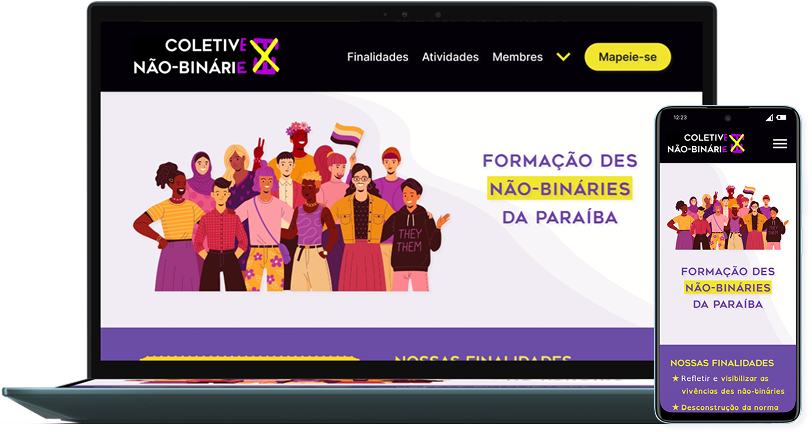 COLETIVE
NÃO-BINÁRIE
Finalidades
Atividades
Membres
Mapeie-se
FORMAÇÃO DES
NÃO-BINÁRIES
DA PARAÍBA
THEY
THEM
NOSSAS FINALIDADES
12:23
COLETIVE
NÃO-BINÁRIE
FORMAÇÃO DES
NÃO-BINÁRIES
DA PARAÍBA
NOSSAS FINALIDADES
★ Refletir e visibilizar as
vivências des não-bináries
★ Desconstrução da norma